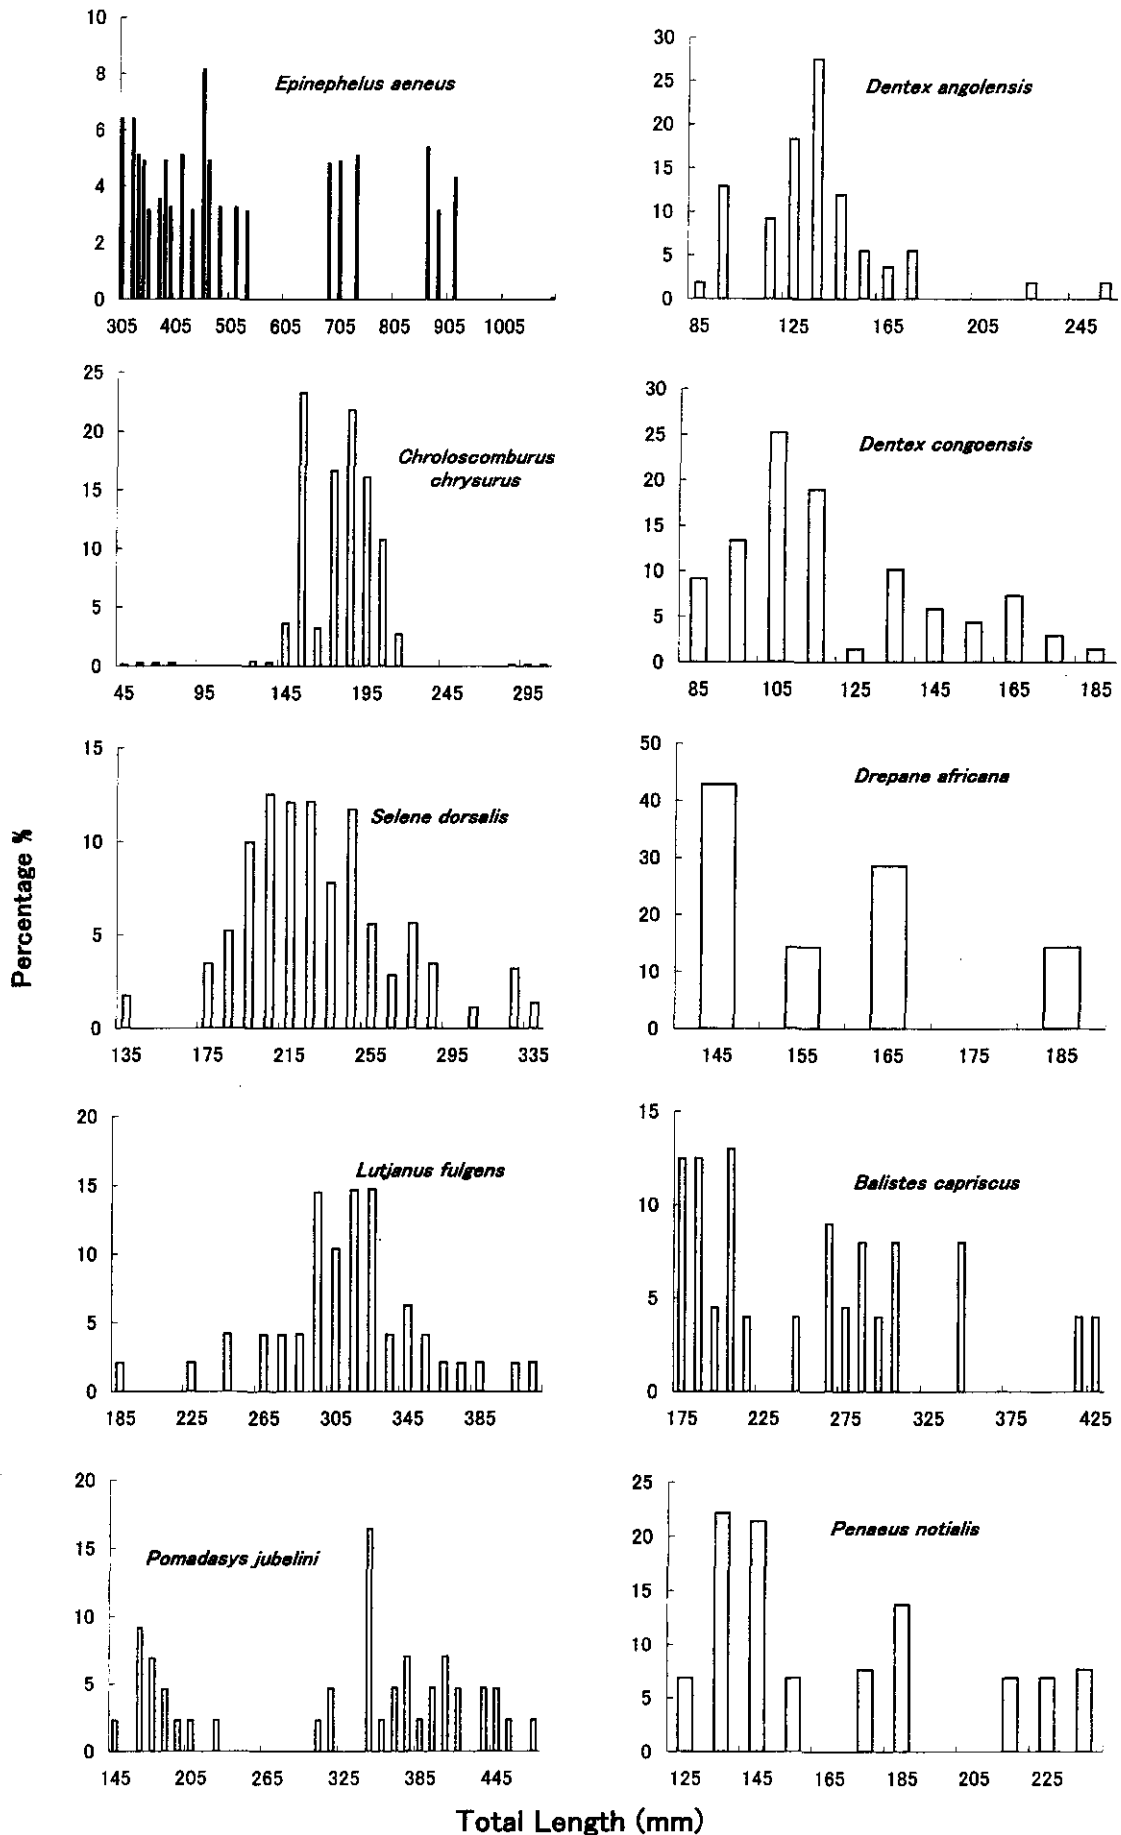 10
8
6
4
2
0
Epinephelus aeneus
305 405 505 605 705 805 905 1005
30
25
20
15
10
5
0
Dentex angolensis
85 125 165 205 245
25
20
15
10
5
0
Chroloscomburus
chrysurus
45 95 145 195 245 295
30
25
20
15
10
5
0
Dentex congoensis
85 105 125 145 165 185
Percentage %
15
10
5
0
Selene dorsalis
135 175 215 255 295 335
50
40
30
20
10
0
Drepane africana
145 155 165 175 185
20
15
10
5
0
Lutjanus fulgens
185 225 265 305 345 385
15
10
5
0
Balistes capriscus
175 225 275 325 375 425
20
15
10
5
0
Pomadasys jubelini
145 205 265 325 385 445
25
20
15
10
5
0
Penaeus notialis
125 145 165 185 205 225
Total Length (mm)